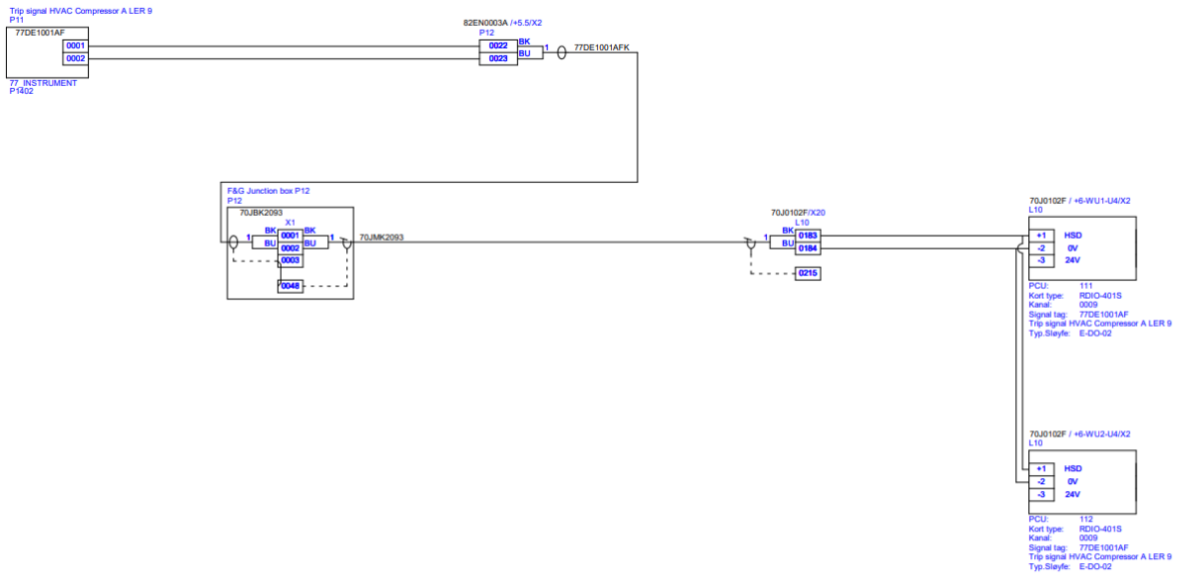 Trip signal HVAC Compressor A LER 9
P11
77DE1001AF
0001
0002
77_INSTRUMENT
P1402
82EN0003A /+5.5/X2
P12
0022 BK
0023 BU
1
77DE1001AFK
F&G Junction box P12
P12
70JBK2093
X1
1 BK 0001 BK 1
BU 0002 BU
0003
0048
70JMK2093
70J0102F/X20
L10
1 BK 0183
BU 0184
0215
70J0102F / +6-WU1-U4/X2
L10
+1 HSD
-2 0V
-3 24V
PCU: 111
Kort type: RDIO-401S
Kanal: 0009
Signal tag: 77DE1001AF
Trip signal HVAC Compressor A LER 9
Typ.Sløyfe: E-DO-02
70J0102F / +6-WU2-U4/X2
L10
+1 HSD
-2 0V
-3 24V
PCU: 112
Kort type: RDIO-401S
Kanal: 0009
Signal tag: 77DE1001AF
Trip signal HVAC Compressor A LER 9
Typ.Sløyfe: E-DO-02